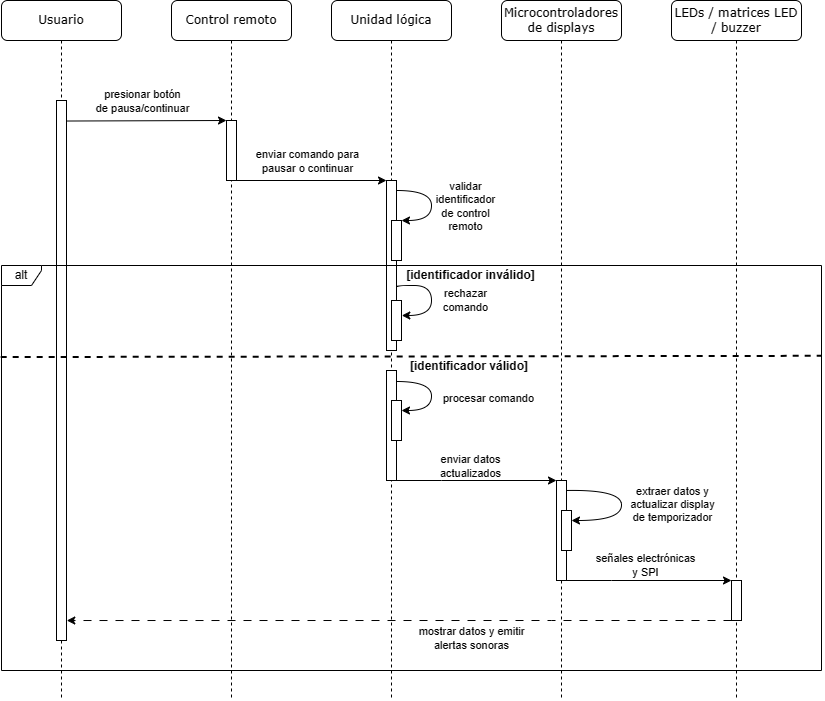 Usuario
Control remoto
Unidad lógica
Microcontroladores
de displays
LEDs / matrices LED
/ buzzer
presionar botón
de pausa/continuar
enviar comando para
pausar o continuar
validar
identificador
de control
remoto
alt
[identificador inválido]
rechazar
comando
[identificador válido]
procesar comando
enviar datos
actualizados
extraer datos y
actualizar display
de temporizador
señales electrónicas
y SPI
mostrar datos y emitir
alertas sonoras